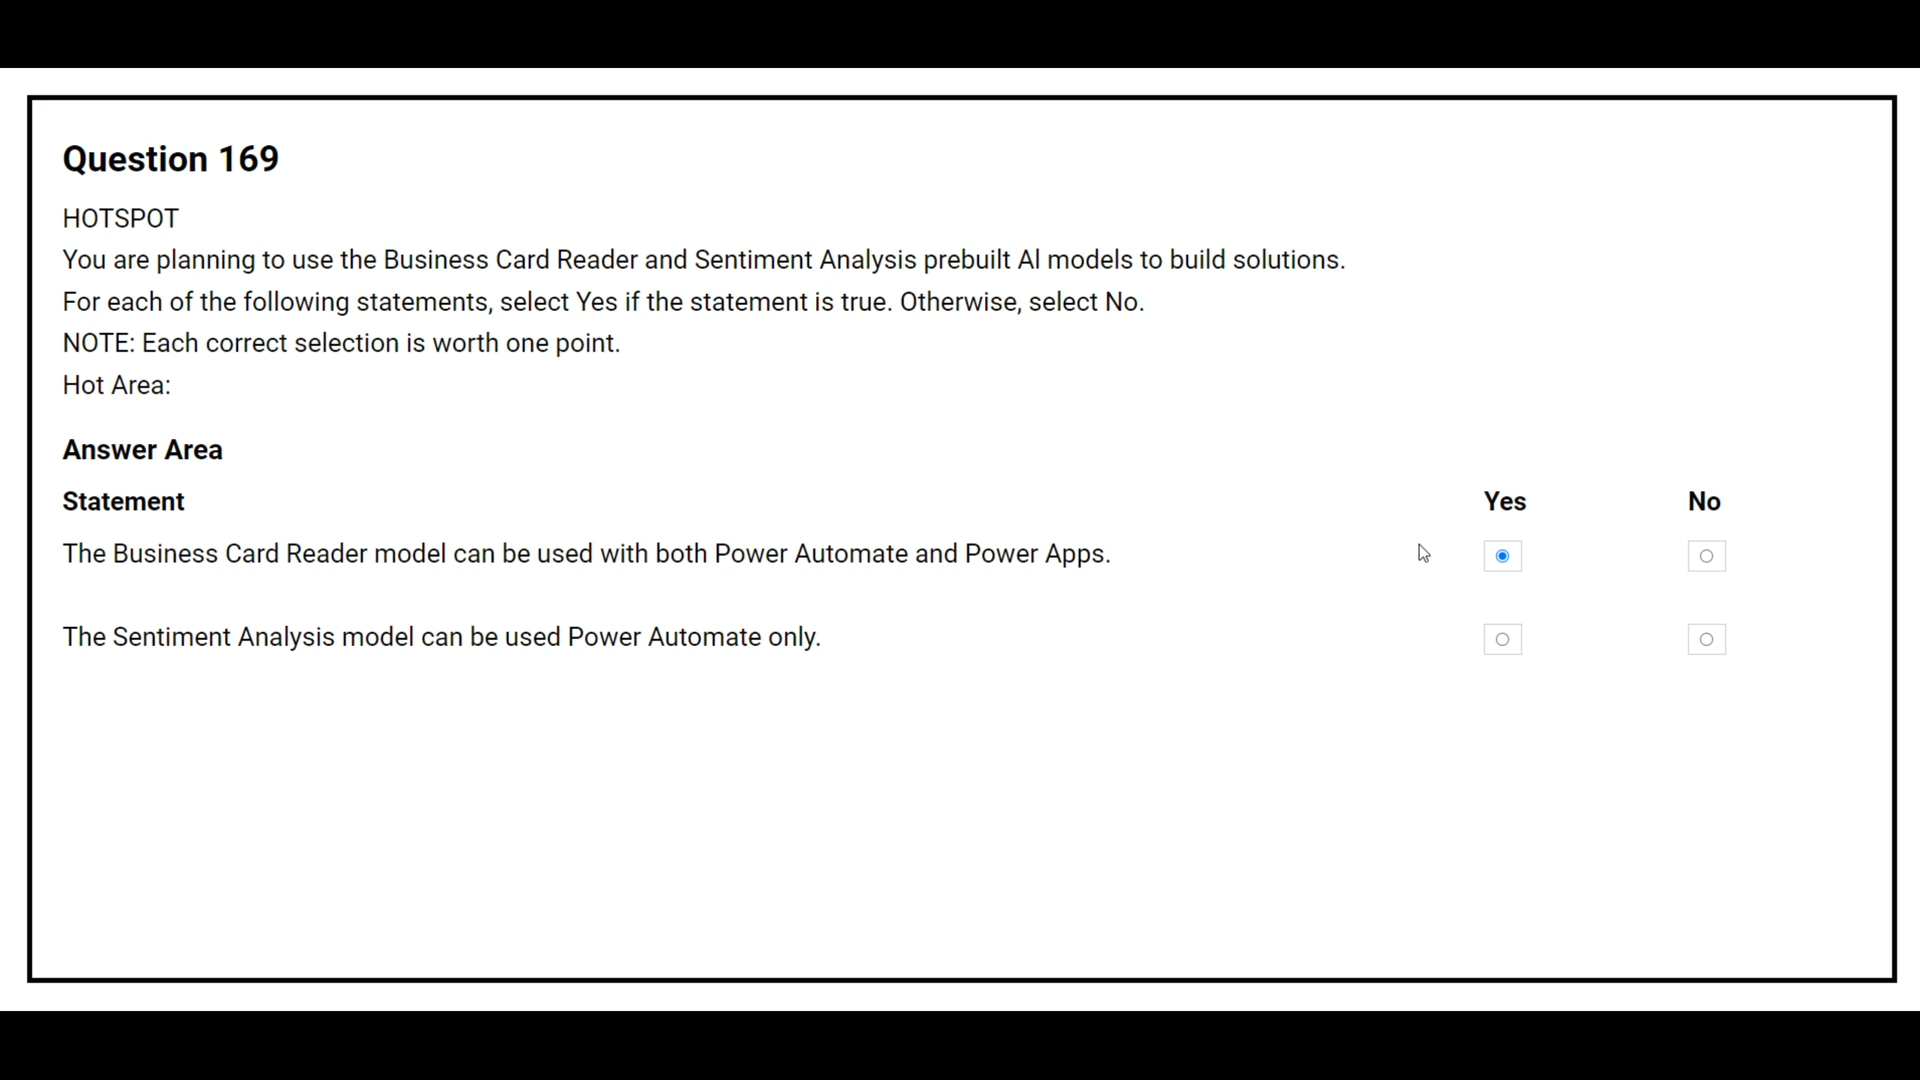 Question 169
HOTSPOT
You are planning to use the Business Card Reader and Sentiment Analysis prebuilt Al models to build solutions.
For each of the following statements, select Yes if the statement is true. Otherwise, select No.
NOTE: Each correct selection is worth one point.
Hot Area:
Answer Area
Statement Yes No
The Business Card Reader model can be used with both Power Automate and Power Apps.
The Sentiment Analysis model can be used Power Automate only.